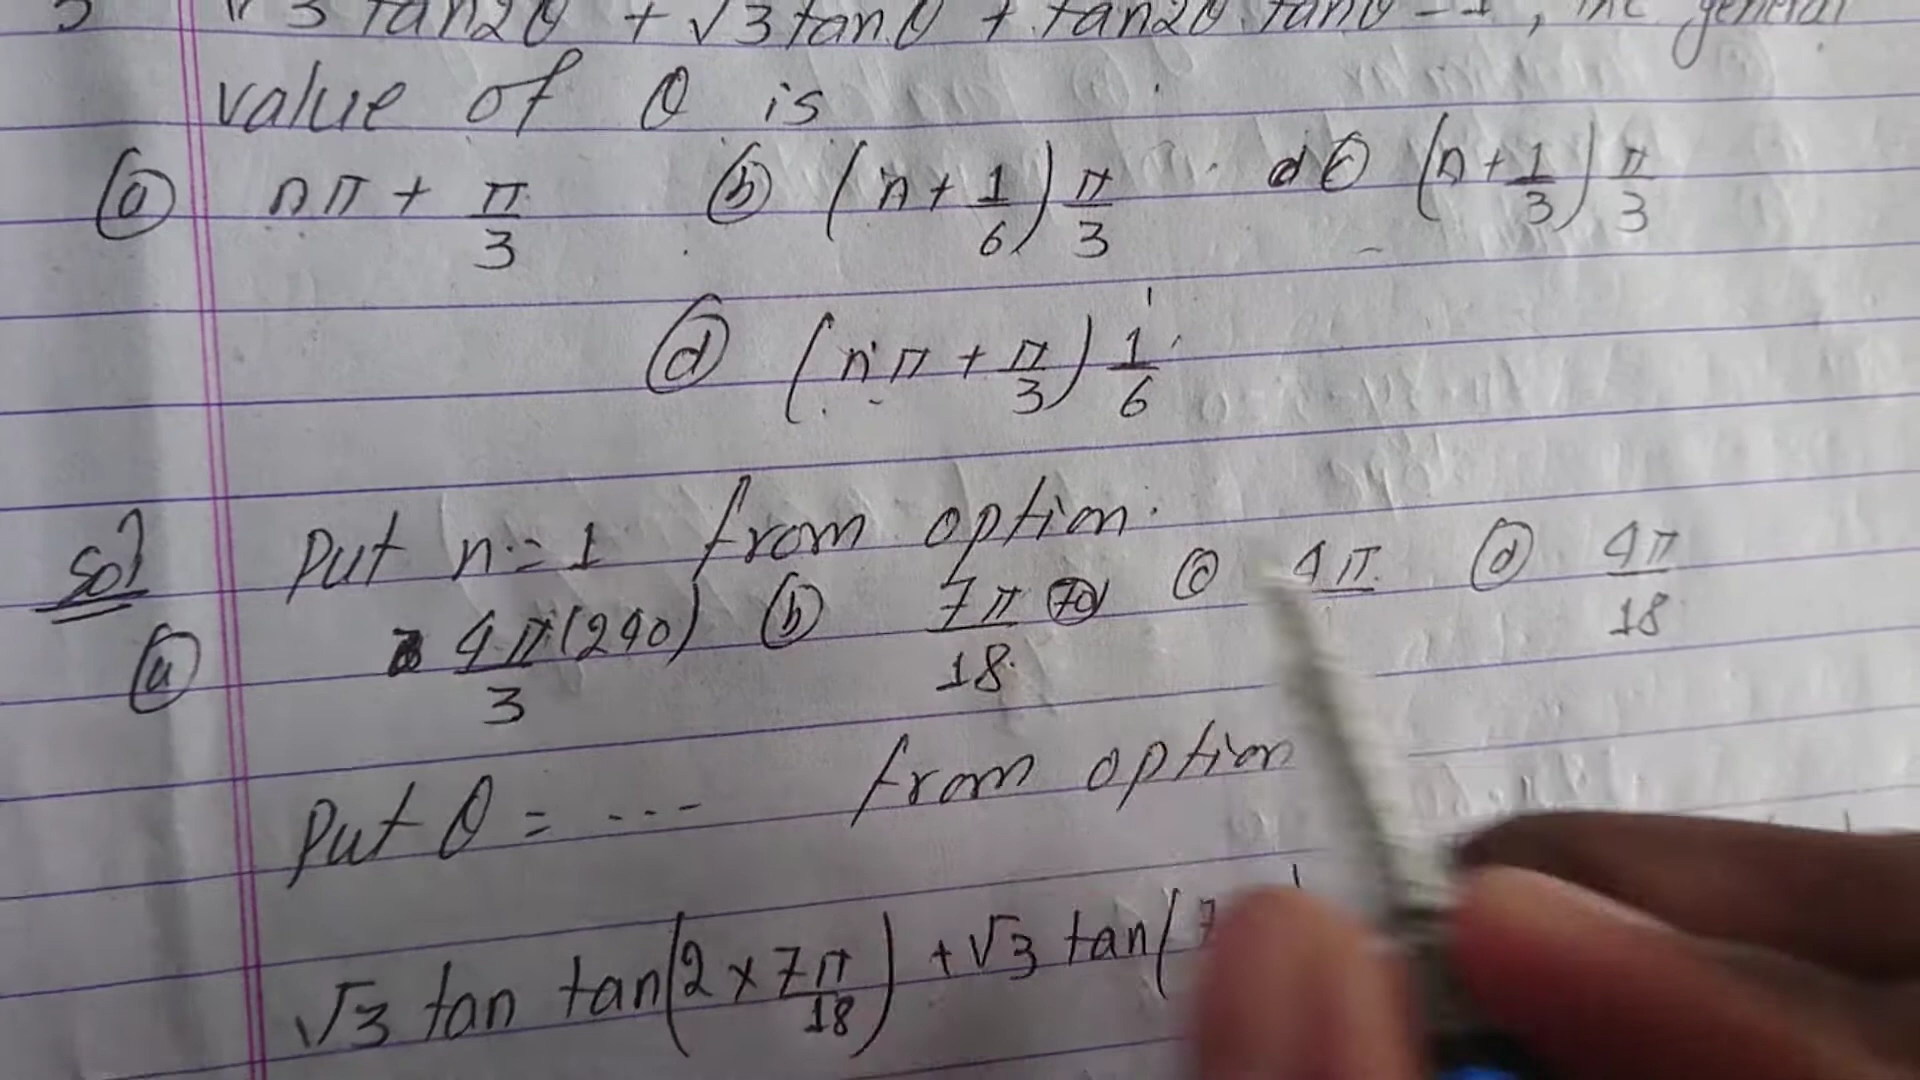 √3 tan2θ + √3 tanθ + tan2θ. tanθ = 1, the general
value of θ is
(a) nπ + π/3 (b) (n + 1/6) π/3 (c) (n + 1/3) π/3
(d) (nπ + π/3) 1/6
Sol Put n = 1 from option.
(a) 4π/3 (240) (b) 7π/18 70 (c) 4π (d) 4π/18
Put θ = ... from option
√3 tan tan(2 × 7π/18) + √3 tan(7